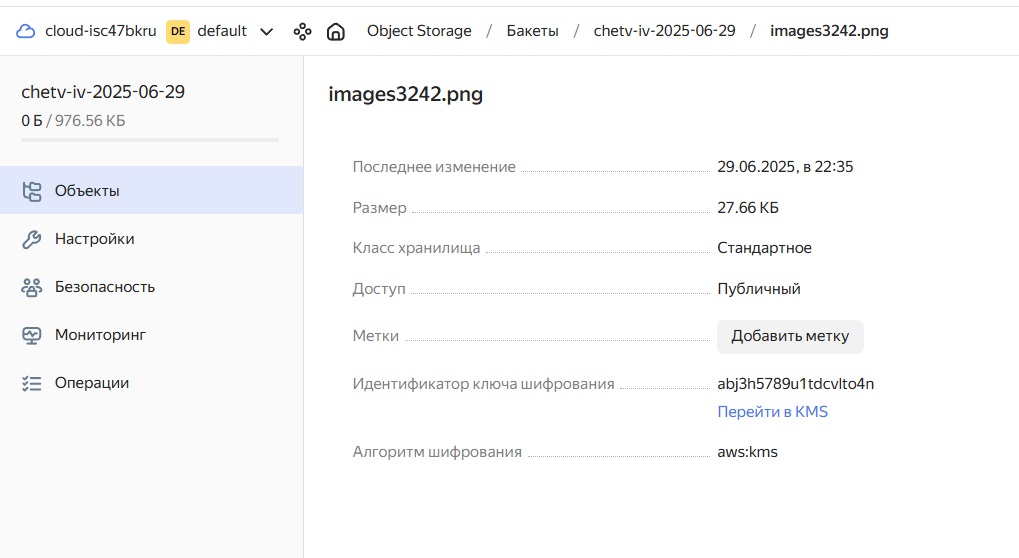 cloud-isc47bkru DE default Object Storage / Бакеты / chetv-iv-2025-06-29 / images3242.png
chetv-iv-2025-06-29
0 Б / 976.56 КБ
Объекты
Настройки
Безопасность
Мониторинг
Операции
images3242.png
Последнее изменение 29.06.2025, в 22:35
Размер 27.66 КБ
Класс хранилища Стандартное
Доступ Публичный
Метки Добавить метку
Идентификатор ключа шифрования abj3h5789u1tdcvlto4n
Перейти в KMS
Алгоритм шифрования aws:kms